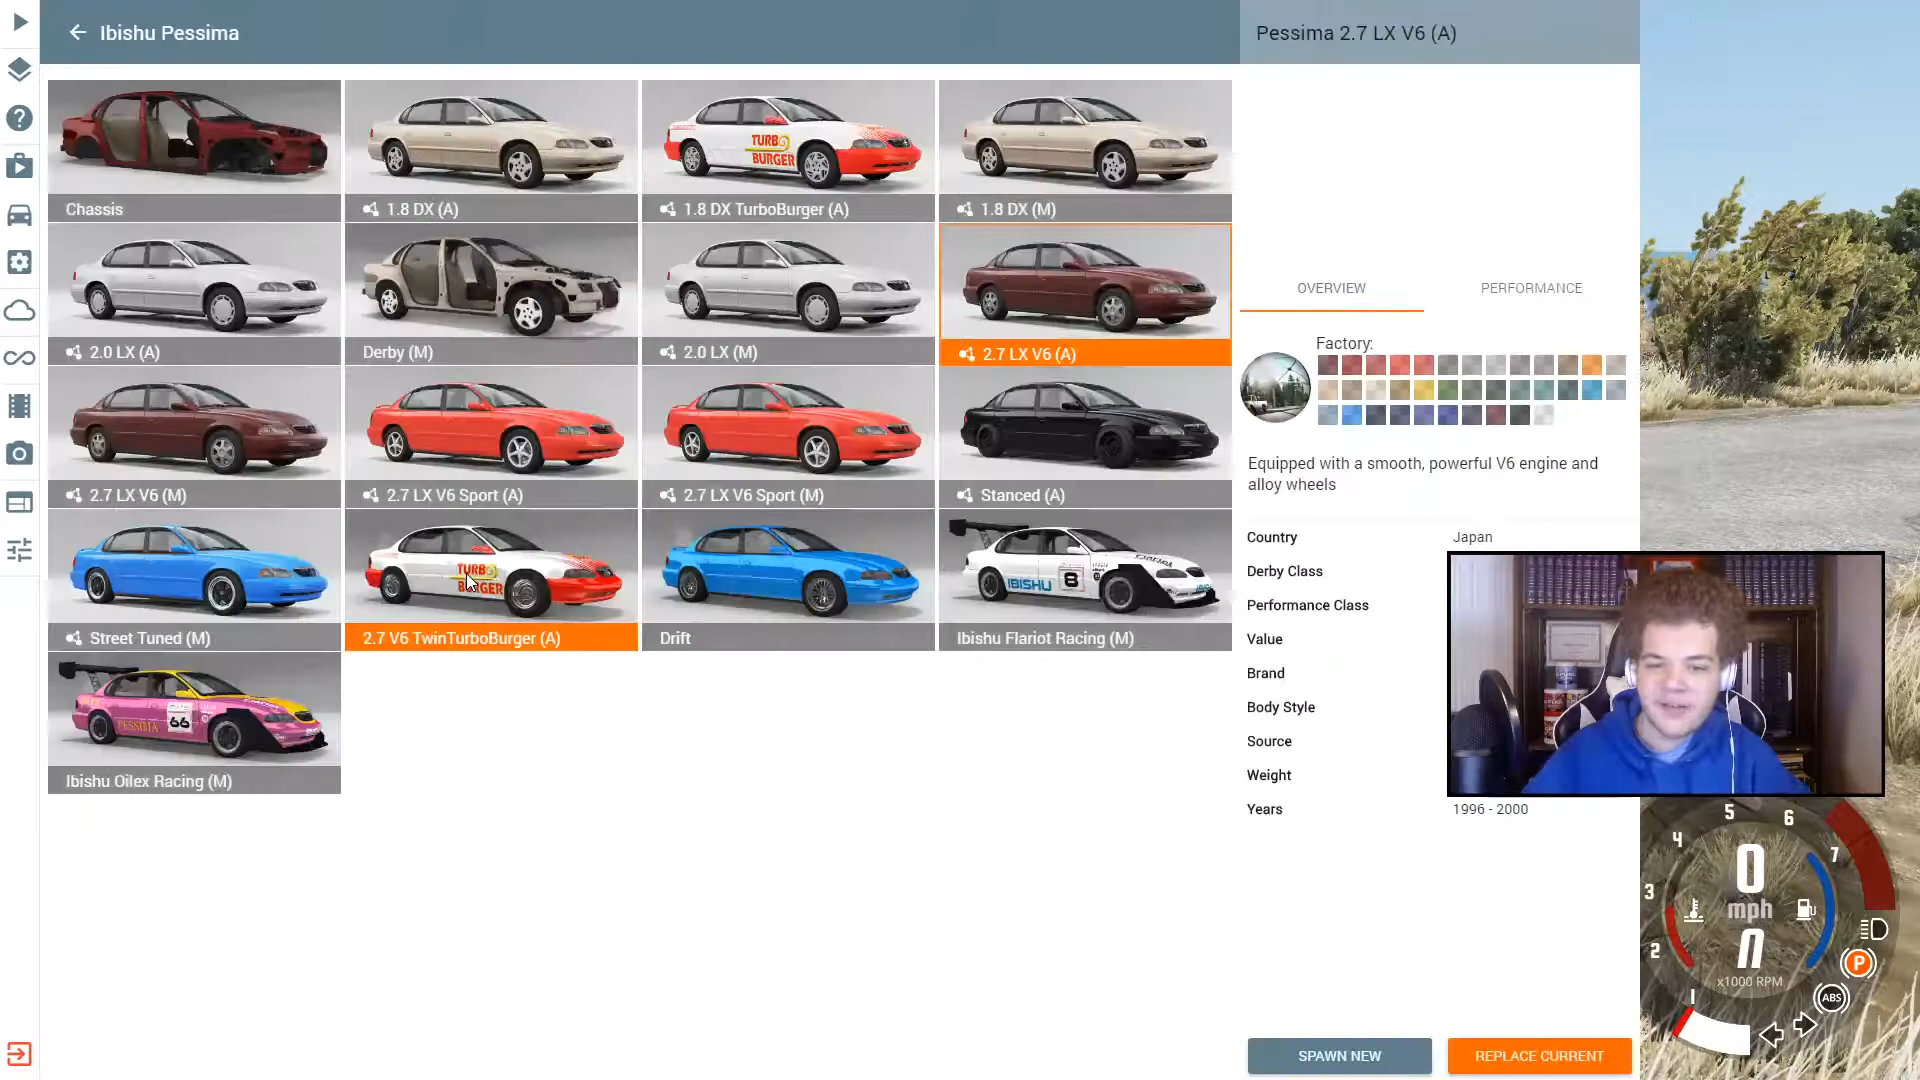 Ibishu Pessima
Pessima 2.7 LX V6 (A)
TURBO
BURGER
Chassis
1.8 DX (A)
1.8 DX TurboBurger (A)
1.8 DX (M)
2.0 LX (A)
Derby (M)
2.0 LX (M)
2.7 LX V6 (A)
2.7 LX V6 (M)
2.7 LX V6 Sport (A)
2.7 LX V6 Sport (M)
Stanced (A)
TURBO
BURGER
IBISHU
8
Street Tuned (M)
2.7 V6 TwinTurboBurger (A)
Drift
Ibishu Flariot Racing (M)
PESSIMA
66
Ibishu Oilex Racing (M)
OVERVIEW
PERFORMANCE
Factory:
Equipped with a smooth, powerful V6 engine and
alloy wheels
Country
Japan
Derby Class
Performance Class
Value
Brand
Body Style
Source
Weight
Years
1996 - 2000
SPAWN NEW
REPLACE CURRENT
1
2
3
4
5
6
7
0
mph
n
x1000 RPM
P
ABS